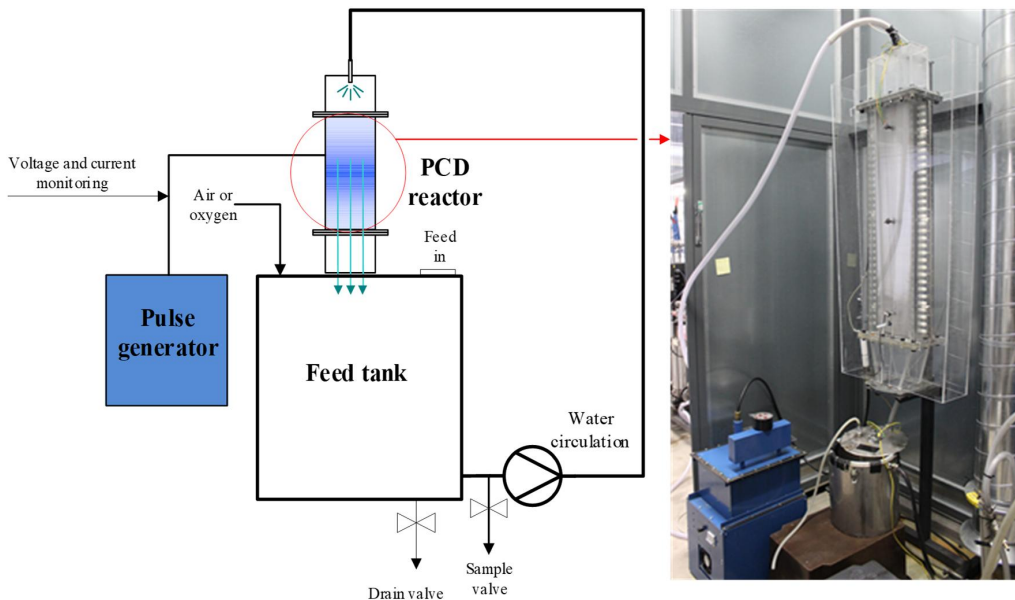 Voltage and current
monitoring
Air or
oxygen
PCD
reactor
Feed
in
Pulse
generator
Feed tank
Water
circulation
Drain valve
Sample
valve